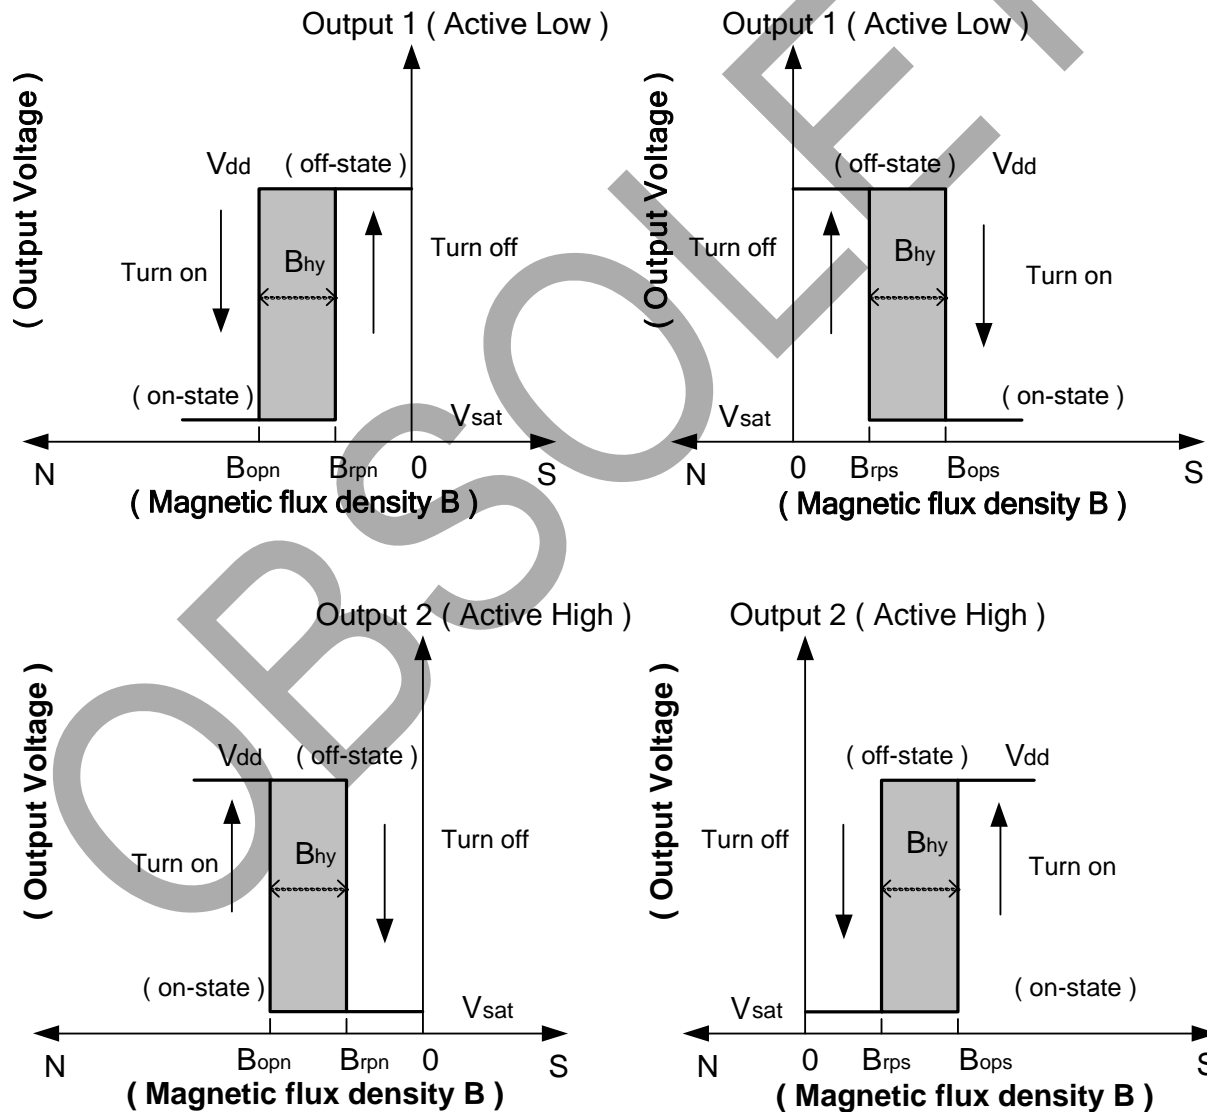 Output 1 ( Active Low )
( Output Voltage )
Vdd
( off-state )
Turn on
Bhy
Turn off
( on-state )
Vsat
N
Bopn
Brpn
0
S
( Magnetic flux density B )
Output 1 ( Active Low )
( Output Voltage )
( off-state )
Vdd
Turn off
Bhy
Turn on
( on-state )
Vsat
N
0
Brps
Bops
S
( Magnetic flux density B )
Output 2 ( Active High )
( Output Voltage )
Vdd
( off-state )
Turn on
Bhy
Turn off
( on-state )
Vsat
N
Bopn
Brpn
0
S
( Magnetic flux density B )
Output 2 ( Active High )
( Output Voltage )
( off-state )
Vdd
Turn off
Bhy
Turn on
( on-state )
Vsat
N
0
Brps
Bops
S
( Magnetic flux density B )
OBSOLET